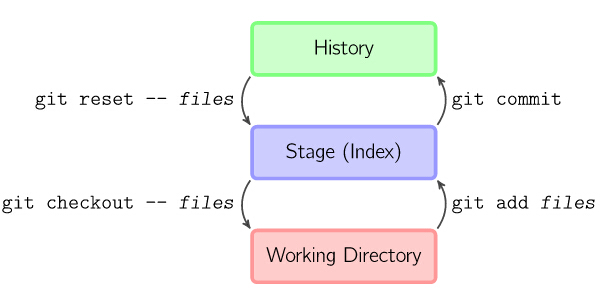 History
git reset -- files
git commit
Stage (Index)
git checkout -- files
git add files
Working Directory